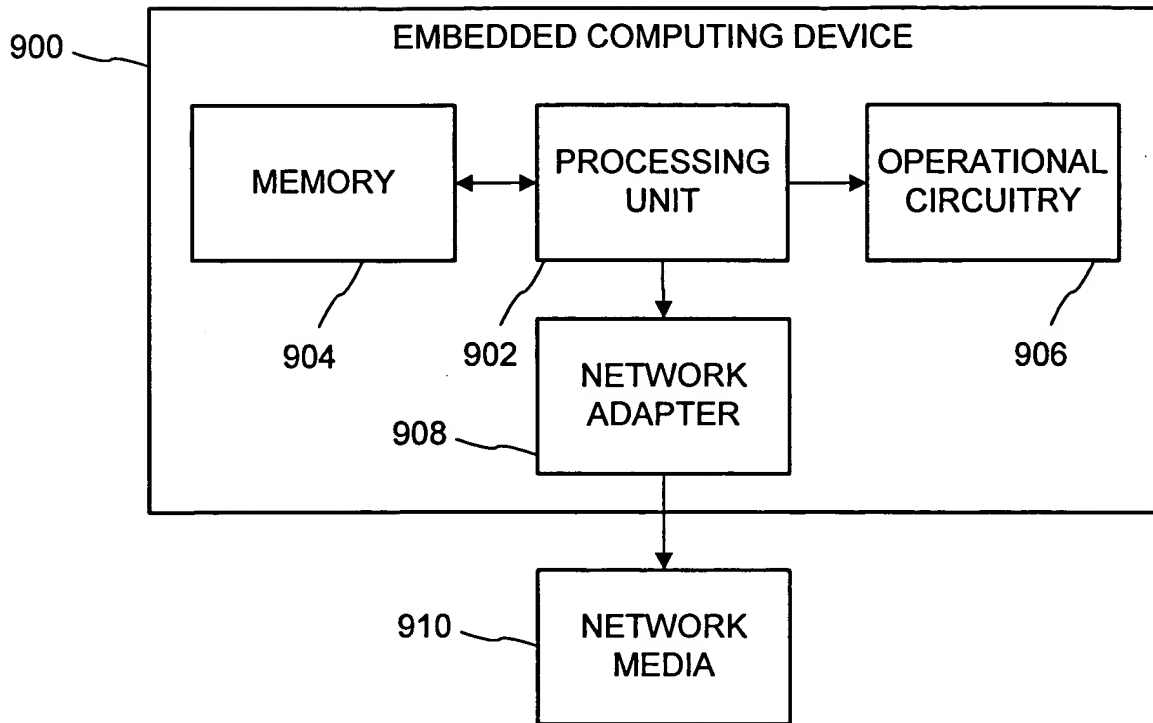 EMBEDDED COMPUTING DEVICE
900
MEMORY
PROCESSING
UNIT
OPERATIONAL
CIRCUITRY
904
902
906
NETWORK
ADAPTER
908
NETWORK
MEDIA
910